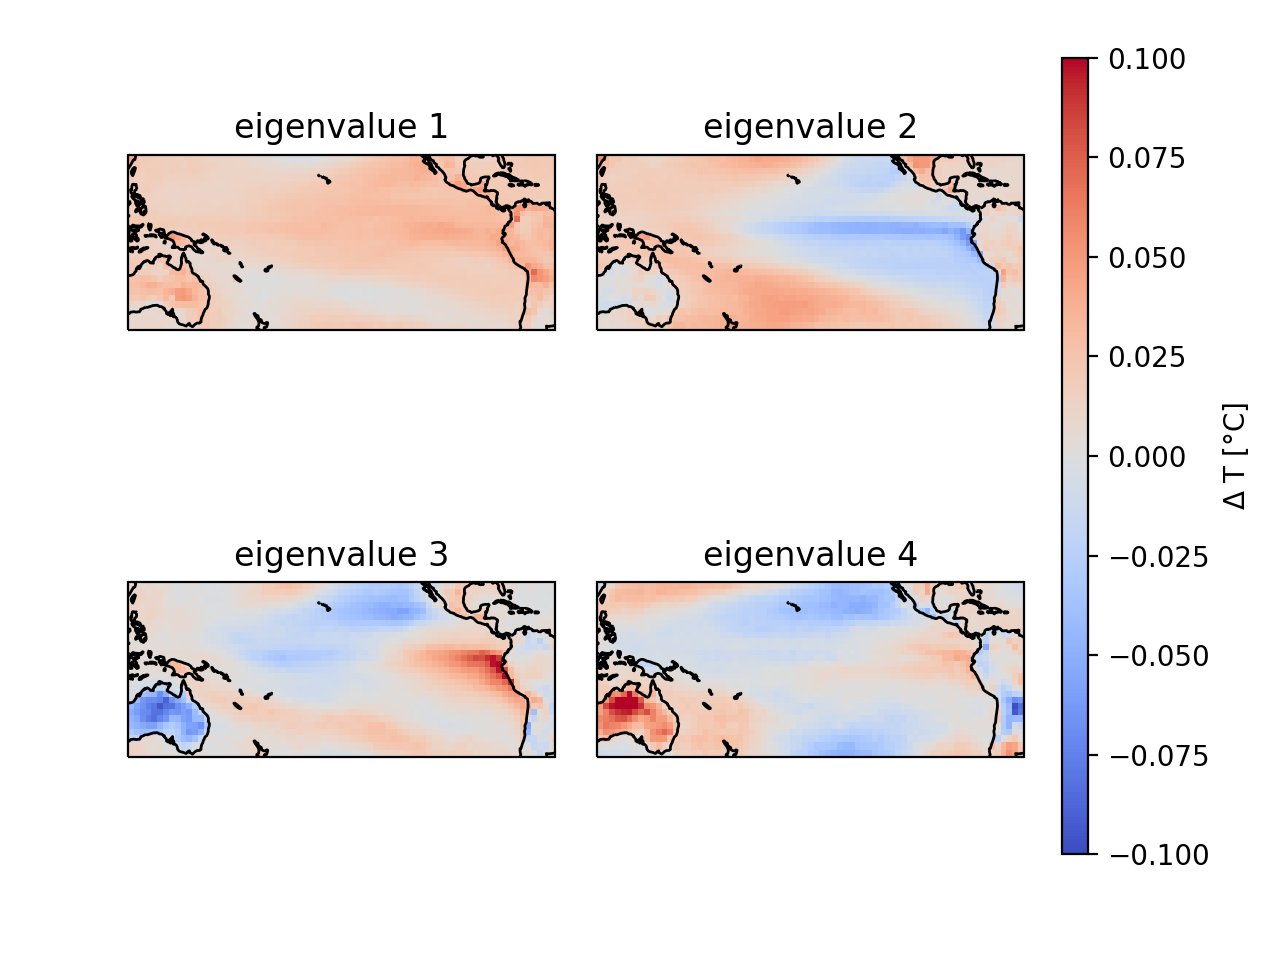 eigenvalue 1
eigenvalue 2
eigenvalue 3
eigenvalue 4
0.100
0.075
0.050
0.025
0.000
−0.025
−0.050
−0.075
−0.100
Δ T [°C]